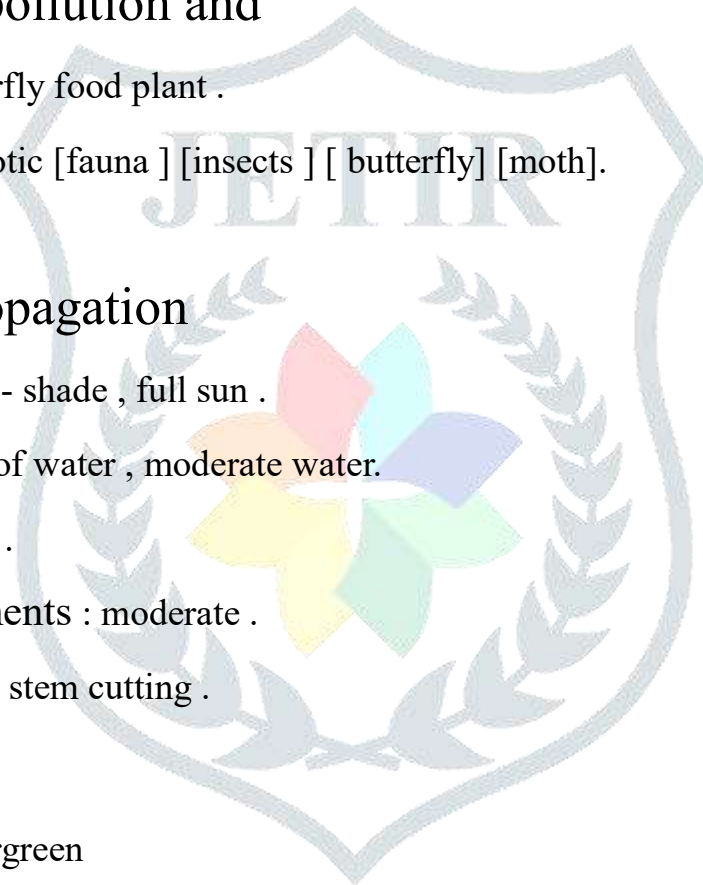 pollution and
rfly food plant .
otic [fauna ] [insects ] [ butterfly] [moth].
JETIR
opagation
- shade , full sun .
of water , moderate water.
.
nents : moderate .
stem cutting .
rgreen